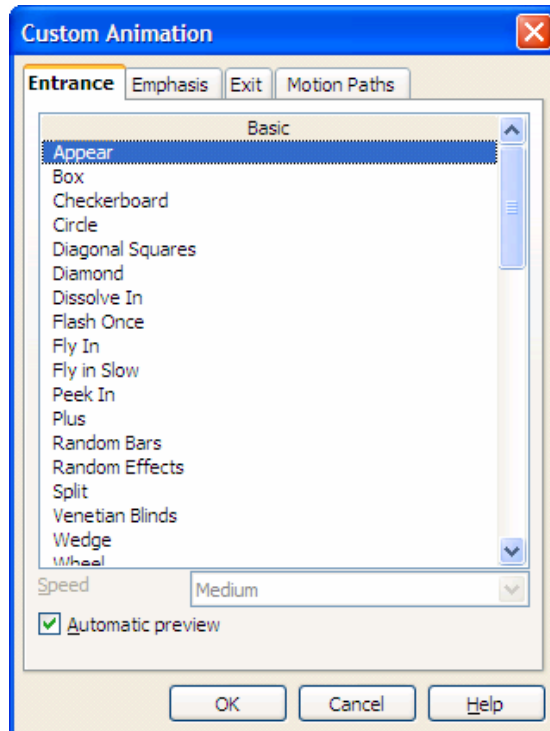 Custom Animation
Entrance Emphasis Exit Motion Paths
Basic
Appear
Box
Checkerboard
Circle
Diagonal Squares
Diamond
Dissolve In
Flash Once
Fly In
Fly in Slow
Peek In
Plus
Random Bars
Random Effects
Split
Venetian Blinds
Wedge
Wheel
Speed Medium
Automatic preview
OK Cancel Help